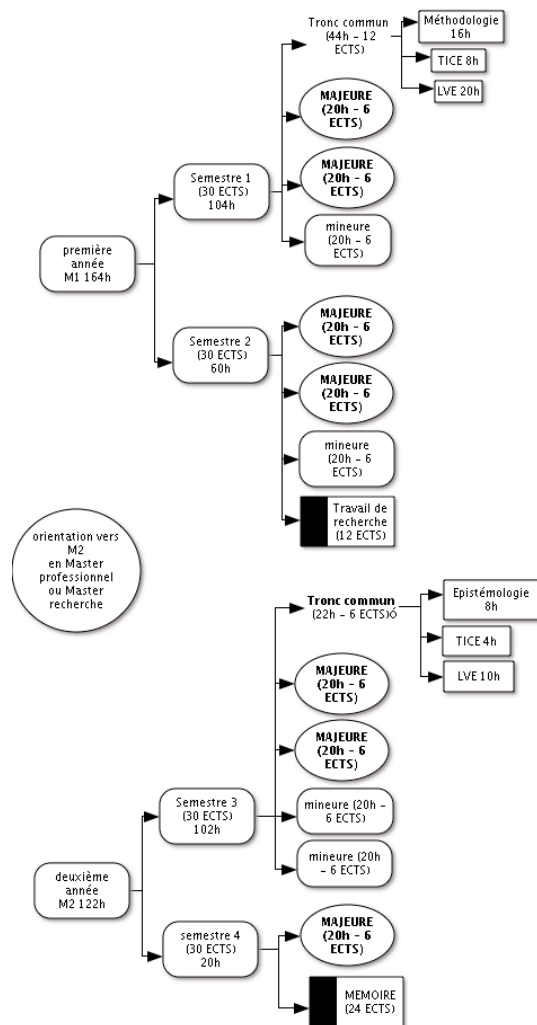 Tronc commun
(44h – 12
ECTS)
Méthodologie
16h
TICE 8h
LVE 20h
MAJEURE
(20h – 6
ECTS)
MAJEURE
(20h – 6
ECTS)
mineure
(20h – 6
ECTS)
Semestre 1
(30 ECTS)
104h
première
année
M1 164h
Semestre 2
(30 ECTS)
60h
MAJEURE
(20h – 6
ECTS)
MAJEURE
(20h – 6
ECTS)
mineure
(20h – 6
ECTS)
Travail de
recherche
(12 ECTS)
orientation vers
M2
en Master
professionnel
ou Master
recherche
Tronc commun
(22h – 6 ECTS)Ó
Epistémologie
8h
TICE 4h
LVE 10h
MAJEURE
(20h – 6
ECTS)
MAJEURE
(20h – 6
ECTS)
mineure (20h –
6 ECTS)
mineure (20h
– 6 ECTS)
Semestre 3
(30 ECTS)
102h
deuxième
année
M2 122h
semestre 4
(30 ECTS)
20h
MAJEURE
(20h – 6
ECTS)
MEMOIRE
(24 ECTS)